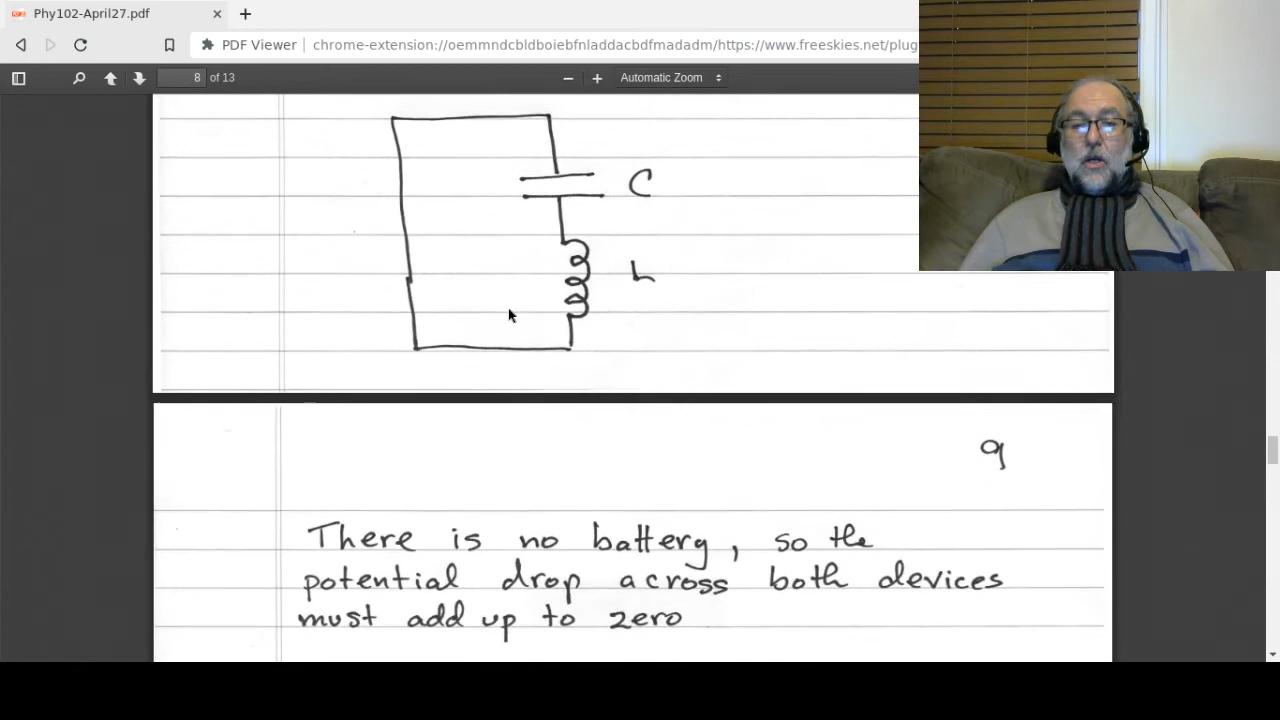 Phy102-April27.pdf
PDF Viewer
chrome-extension://oemmndcbldboiebfnladdacbdfmadadm/https://www.freeskies.net/plug
8 of 13
Automatic Zoom
C
L
9
There is no battery, so the
potential drop across both devices
must add up to zero